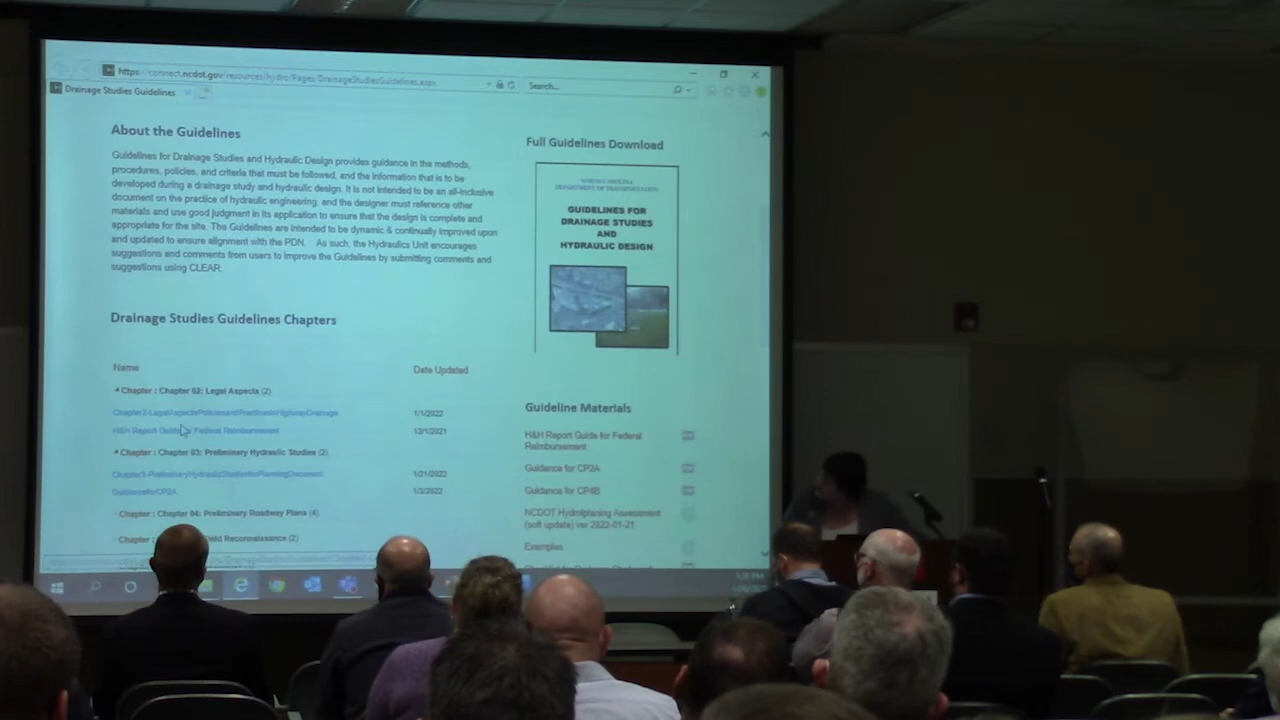 https://connect.ncdot.gov/resources/hydro/Pages/DrainageStudiesGuidelines.aspx
Search...
Drainage Studies Guidelines
About the Guidelines
Guidelines for Drainage Studies and Hydraulic Design provides guidance in the methods,
procedures, policies, and criteria that must be followed, and the information that is to be
developed during a drainage study and hydraulic design. It is not intended to be an all-inclusive
document on the practice of hydraulic engineering, and the designer must reference other
materials and use good judgment in its application to ensure that the design is complete and
appropriate for the site. The Guidelines are intended to be dynamic & continually improved upon
and updated to ensure alignment with the PDN. As such, the Hydraulics Unit encourages
suggestions and comments from users to improve the Guidelines by submitting comments and
suggestions using CLEAR.
Drainage Studies Guidelines Chapters
Name Date Updated
Chapter : Chapter 02: Legal Aspects (2)
Chapter2-LegalAspectsPoliciesandPracticesinHighwayDrainage 1/1/2022
H&H Report Guide for Federal Reimbursement 12/1/2021
Chapter : Chapter 03: Preliminary Hydraulic Studies (2)
Chapter3-PreliminaryHydraulicStudiesforPlanningDocument 1/21/2022
GuidanceforCP2A 1/3/2022
Chapter : Chapter 04: Preliminary Roadway Plans (4)
Field Reconnaissance (2)
Full Guidelines Download
NORTH CAROLINA
DEPARTMENT OF TRANSPORTATION
GUIDELINES FOR
DRAINAGE STUDIES
AND
HYDRAULIC DESIGN
Guideline Materials
H&H Report Guide for Federal
Reimbursement
Guidance for CP2A
Guidance for CP4B
NCDOT Hydroplaning Assessment
(soft update) ver 2022-01-21
Examples